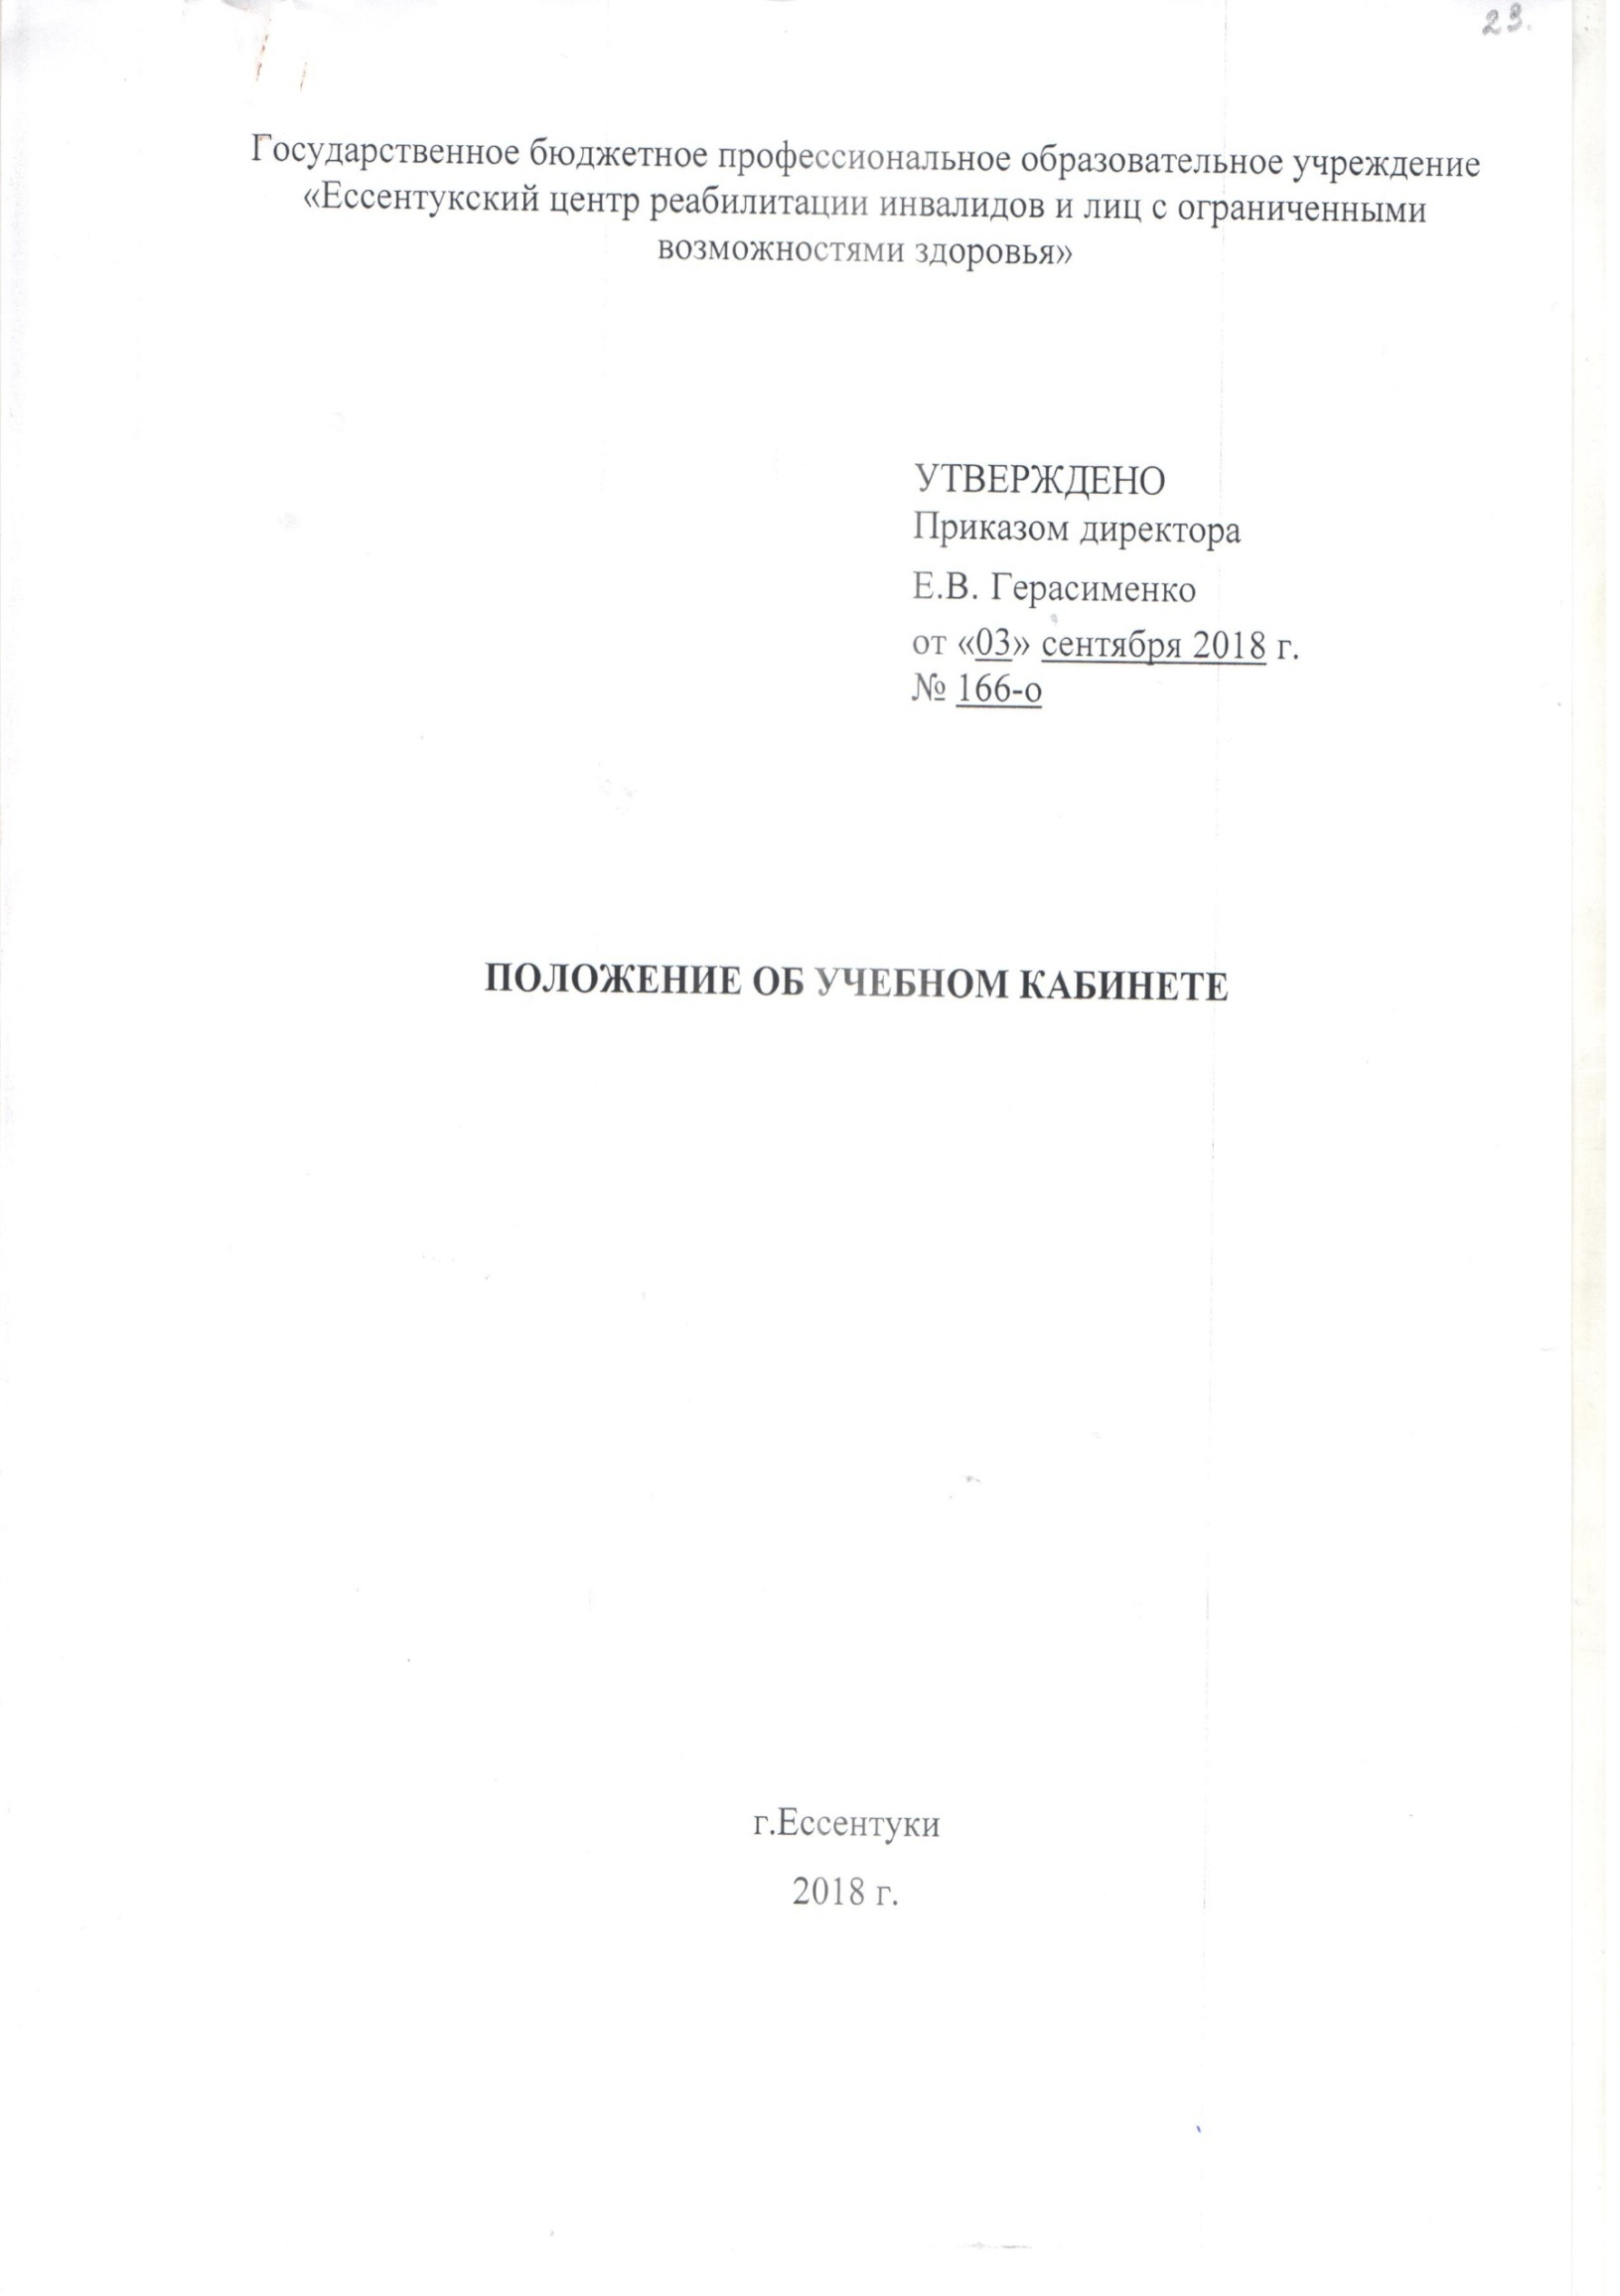 23.
Государственное бюджетное профессиональное образовательное учреждение
«Ессентукский центр реабилитации инвалидов и лиц с ограниченными
возможностями здоровья»
УТВЕРЖДЕНО
Приказом директора
Е.В. Герасименко
от «03» сентября 2018 г.
№ 166-о
ПОЛОЖЕНИЕ ОБ УЧЕБНОМ КАБИНЕТЕ
г.Ессентуки
2018 г.